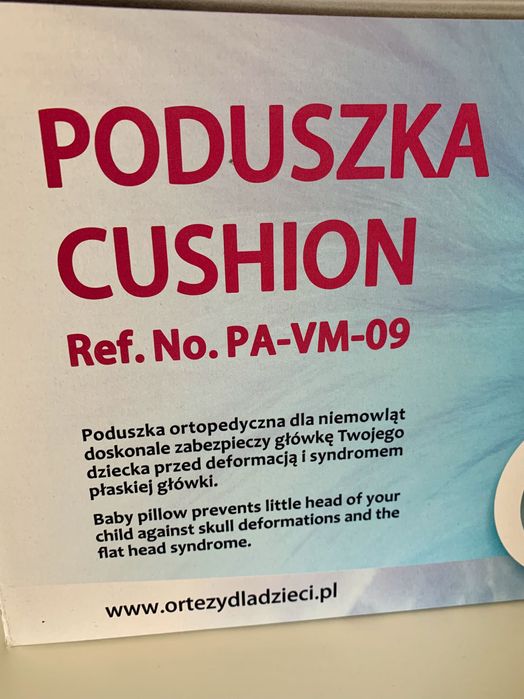 PODUSZKA
CUSHION
Ref. No. PA-VM-09
Poduszka ortopedyczna dla niemowląt
doskonale zabezpieczy główkę Twojego
dziecka przed deformacją i syndromem
płaskiej główki.
Baby pillow prevents little head of your
child against skull deformations and the
flat head syndrome.
www.ortezydladzieci.pl